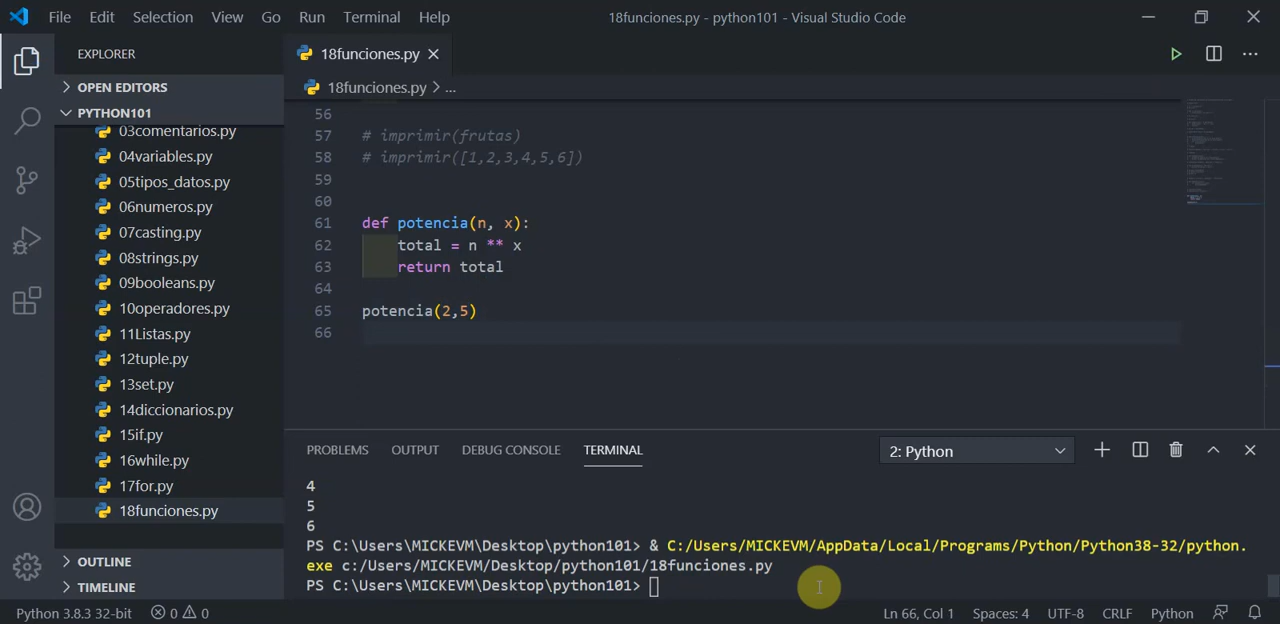 File Edit Selection View Go Run Terminal Help 18funciones.py - python101 - Visual Studio Code
EXPLORER
OPEN EDITORS
PYTHON101
03comentarios.py
04variables.py
05tipos_datos.py
06numeros.py
07casting.py
08strings.py
09booleans.py
10operadores.py
11Listas.py
12tuple.py
13set.py
14diccionarios.py
15if.py
16while.py
17for.py
18funciones.py
OUTLINE
TIMELINE
18funciones.py
18funciones.py > ...
56
57 # imprimir(frutas)
58 # imprimir([1,2,3,4,5,6])
59
60
61 def potencia(n, x):
62 total = n ** x
63 return total
64
65 potencia(2,5)
66
PROBLEMS OUTPUT DEBUG CONSOLE TERMINAL 2: Python
4
5
6
PS C:\Users\MICKEVM\Desktop\python101> & C:/Users/MICKEVM/AppData/Local/Programs/Python/Python38-32/python.
exe c:/Users/MICKEVM/Desktop/python101/18funciones.py
PS C:\Users\MICKEVM\Desktop\python101>
Python 3.8.3 32-bit 0 0 Ln 66, Col 1 Spaces: 4 UTF-8 CRLF Python